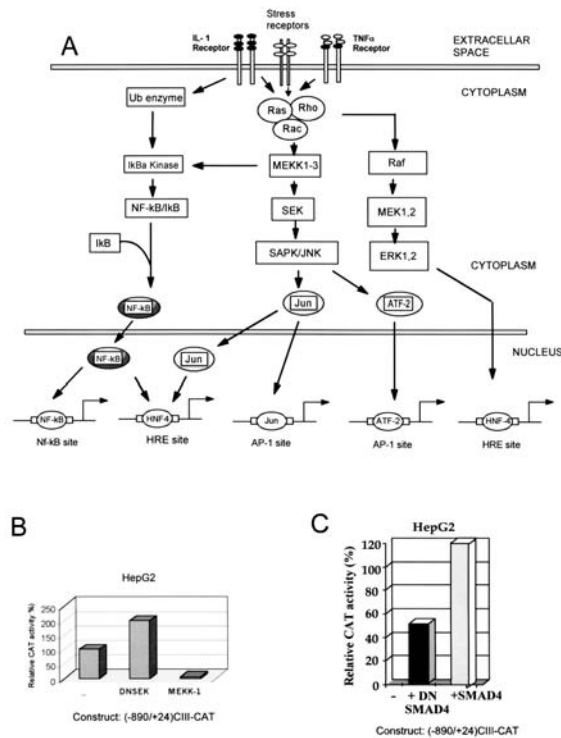 A
IL- 1
Receptor
Stress
receptors
TNFα
Receptor
EXTRACELLAR
SPACE
CYTOPLASM
Ub enzyme
Ras
Rho
Rac
IkBa Kinase
MEKK1-3
Raf
NF-kB/IkB
SEK
MEK1,2
IkB
SAPK/JNK
ERK1,2
CYTOPLASM
NF-kB
Jun
ATF-2
NUCLEUS
NF-kB
Jun
NF-kB
HNF4
Jun
ATF-2
HNF-4
Nf-kB site
HRE site
AP-1 site
AP-1 site
HRE site
B
HepG2
Relative CAT activity %)
250
200
150
100
50
0
-
DNSEK
MEKK-1
Construct: (-890/+24)CIII-CAT
C
HepG2
Relative CAT activity (%)
120
100
80
60
40
20
0
- + DN +SMAD4
SMAD4
Construct: (-890/+24)CIII-CAT